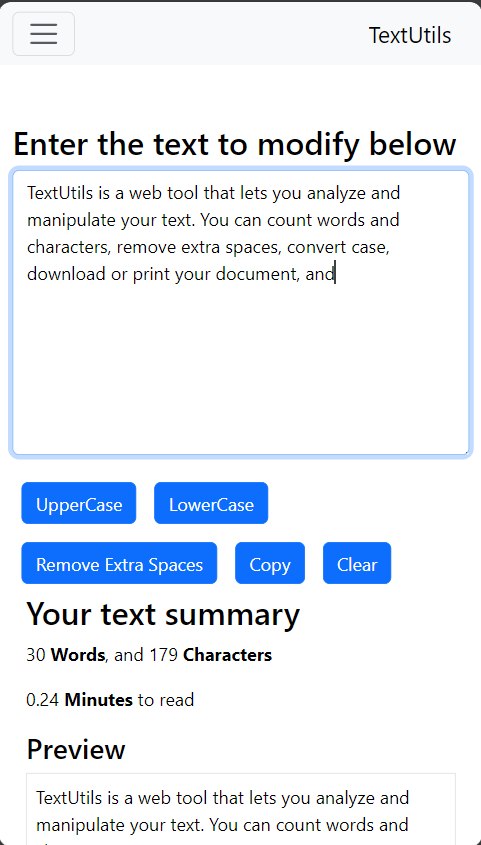 TextUtils
Enter the text to modify below
TextUtils is a web tool that lets you analyze and
manipulate your text. You can count words and
characters, remove extra spaces, convert case,
download or print your document, and
UpperCase LowerCase
Remove Extra Spaces Copy Clear
Your text summary
30 Words, and 179 Characters
0.24 Minutes to read
Preview
TextUtils is a web tool that lets you analyze and
manipulate your text. You can count words and